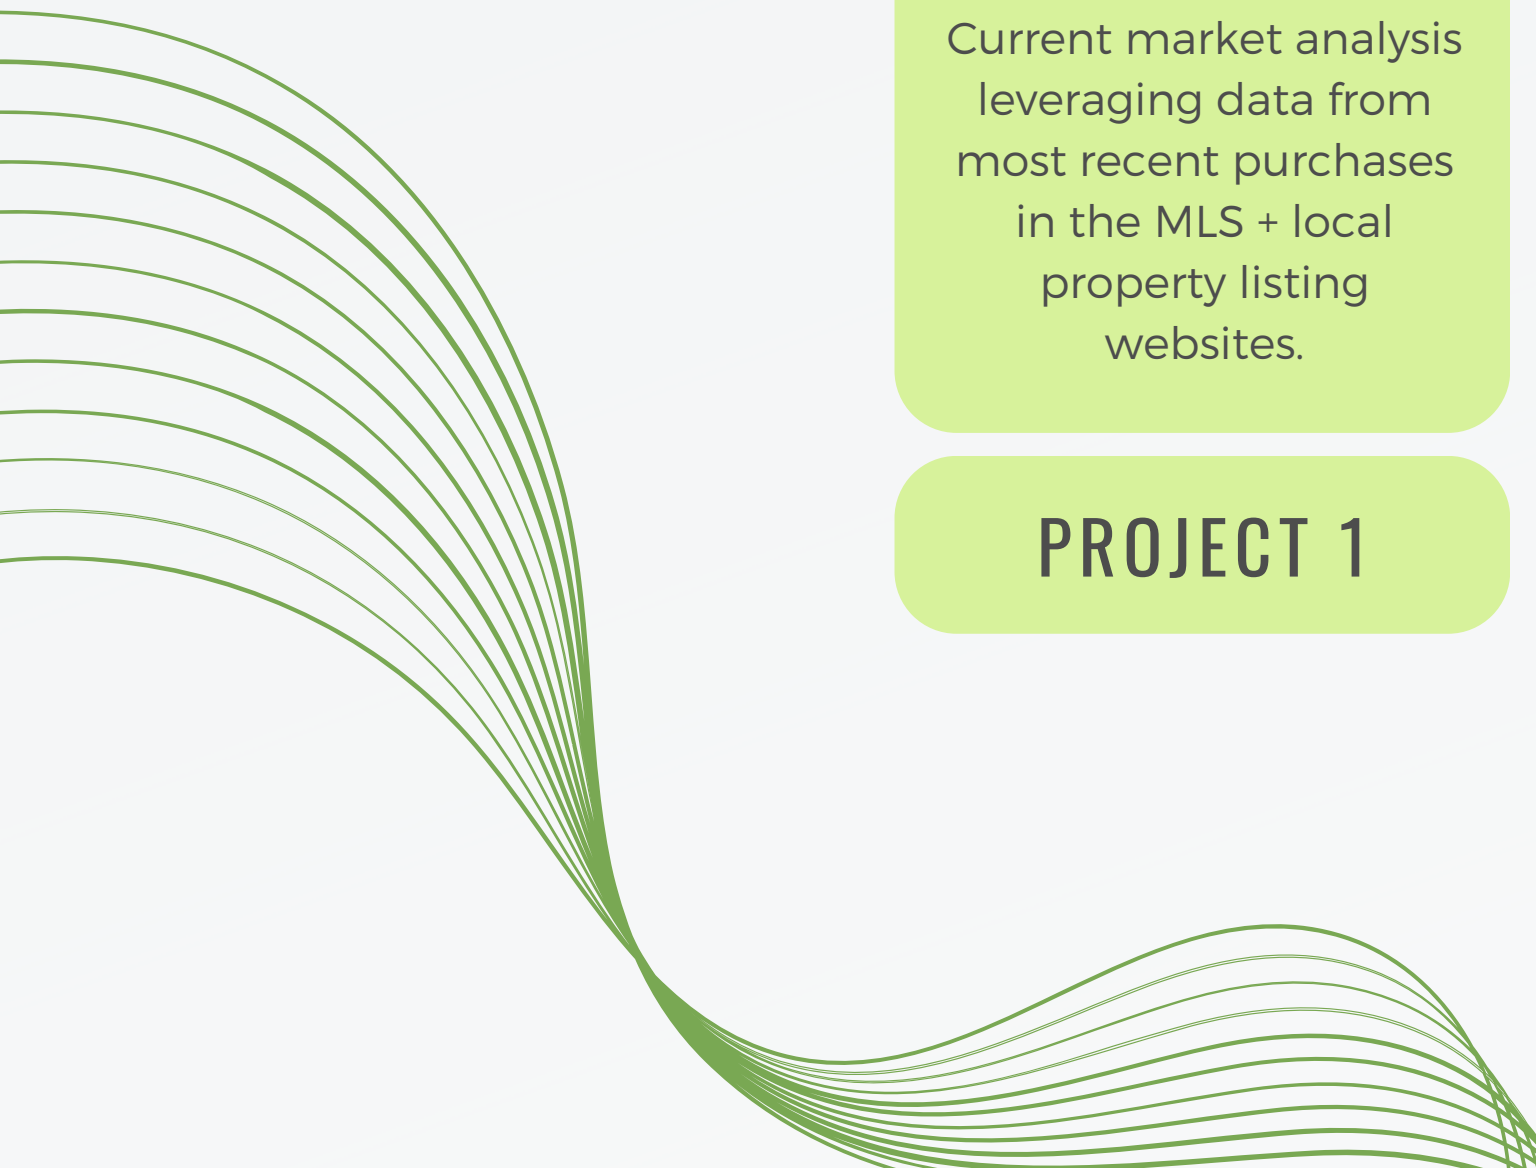 Current market analysis
leveraging data from
most recent purchases
in the MLS + local
property listing
websites.
PROJECT 1